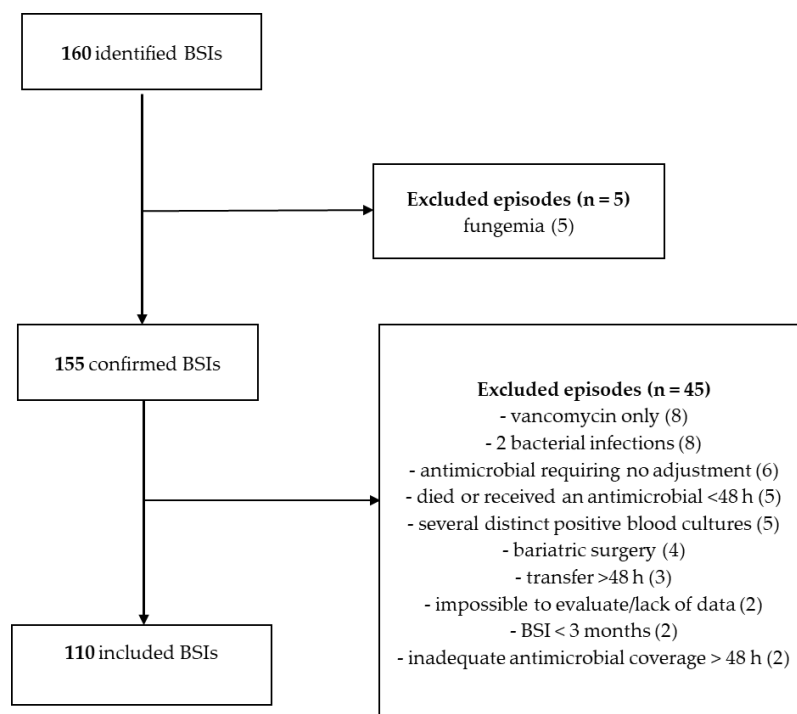 160 identified BSIs
Excluded episodes (n = 5)
fungemia (5)
155 confirmed BSIs
Excluded episodes (n = 45)
- vancomycin only (8)
- 2 bacterial infections (8)
- antimicrobial requiring no adjustment (6)
- died or received an antimicrobial <48 h (5)
- several distinct positive blood cultures (5)
- bariatric surgery (4)
- transfer >48 h (3)
- impossible to evaluate/lack of data (2)
- BSI < 3 months (2)
- inadequate antimicrobial coverage > 48 h (2)
110 included BSIs